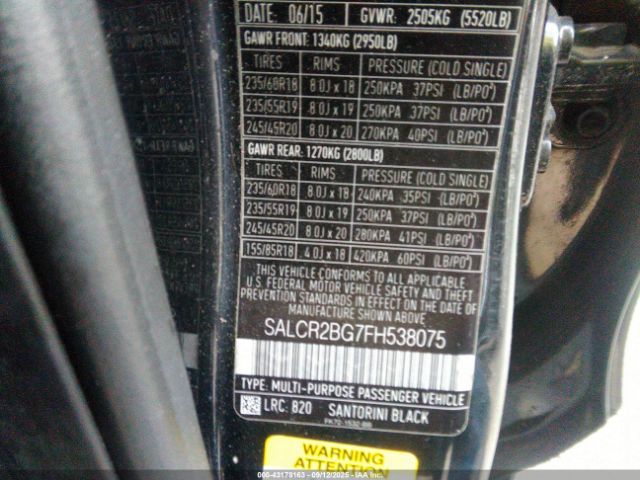 DATE: 06/15 GVWR: 2505KG (5520LB)
GAWR FRONT: 1340KG (2950LB)
TIRES RIMS PRESSURE (COLD SINGLE)
235/60R18 8.0J x 18 250KPA 37PSI (LB/PO²)
235/55R19 8.0J x 19 250KPA 37PSI (LB/PO²)
245/45R20 8.0J x 20 270KPA 40PSI (LB/PO²)
GAWR REAR: 1270KG (2800LB)
TIRES RIMS PRESSURE (COLD SINGLE)
235/60R18 8.0J x 18 240KPA 35PSI (LB/PO²)
235/55R19 8.0J x 19 250KPA 37PSI (LB/PO²)
245/45R20 8.0J x 20 280KPA 41PSI (LB/PO²)
155/85R18 4.0J x 18 420KPA 60PSI (LB/PO²)
THIS VEHICLE CONFORMS TO ALL APPLICABLE
U.S. FEDERAL MOTOR VEHICLE SAFETY AND THEFT
PREVENTION STANDARDS IN EFFECT ON THE DATE OF
MANUFACTURE SHOWN ABOVE
SALCR2BG7FH538075
TYPE: MULTI-PURPOSE PASSENGER VEHICLE
LRC: 820 SANTORINI BLACK
WARNING
ATTENTION
000-43178163 - 09/12/2025 - IAAI.COM